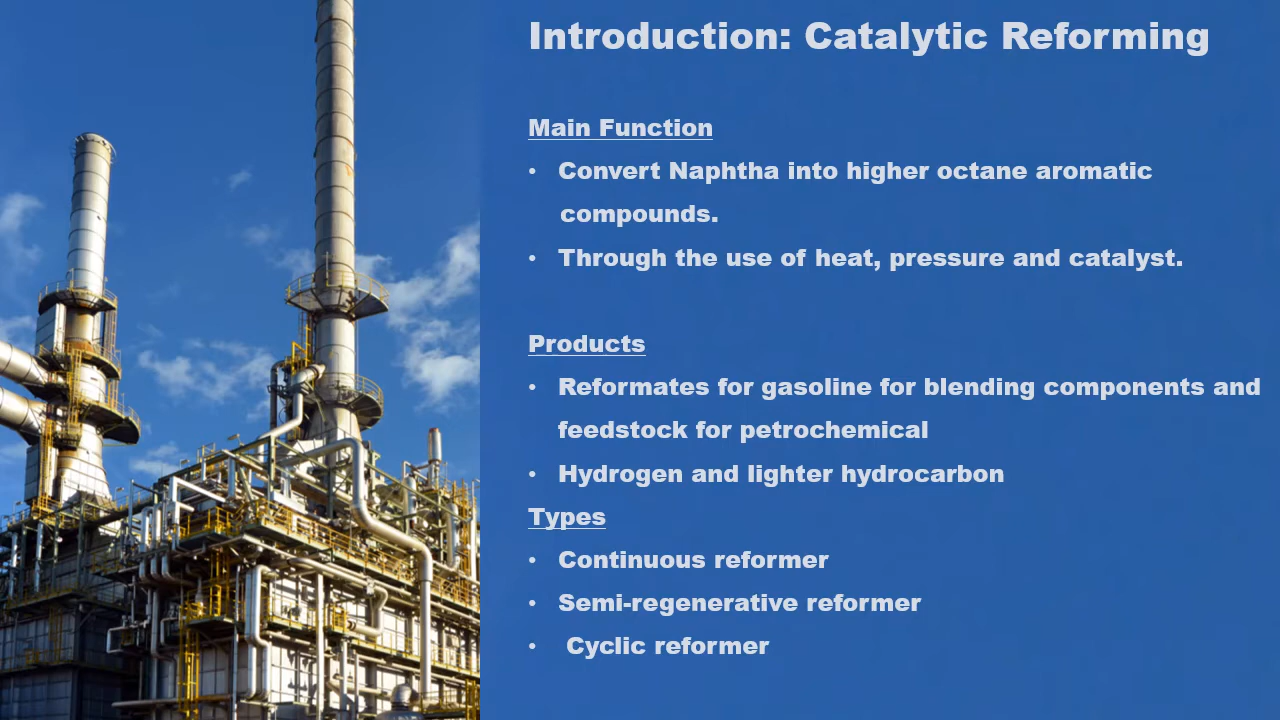 Introduction: Catalytic Reforming
Main Function
• Convert Naphtha into higher octane aromatic
compounds.
• Through the use of heat, pressure and catalyst.
Products
• Reformates for gasoline for blending components and
feedstock for petrochemical
• Hydrogen and lighter hydrocarbon
Types
• Continuous reformer
• Semi-regenerative reformer
• Cyclic reformer